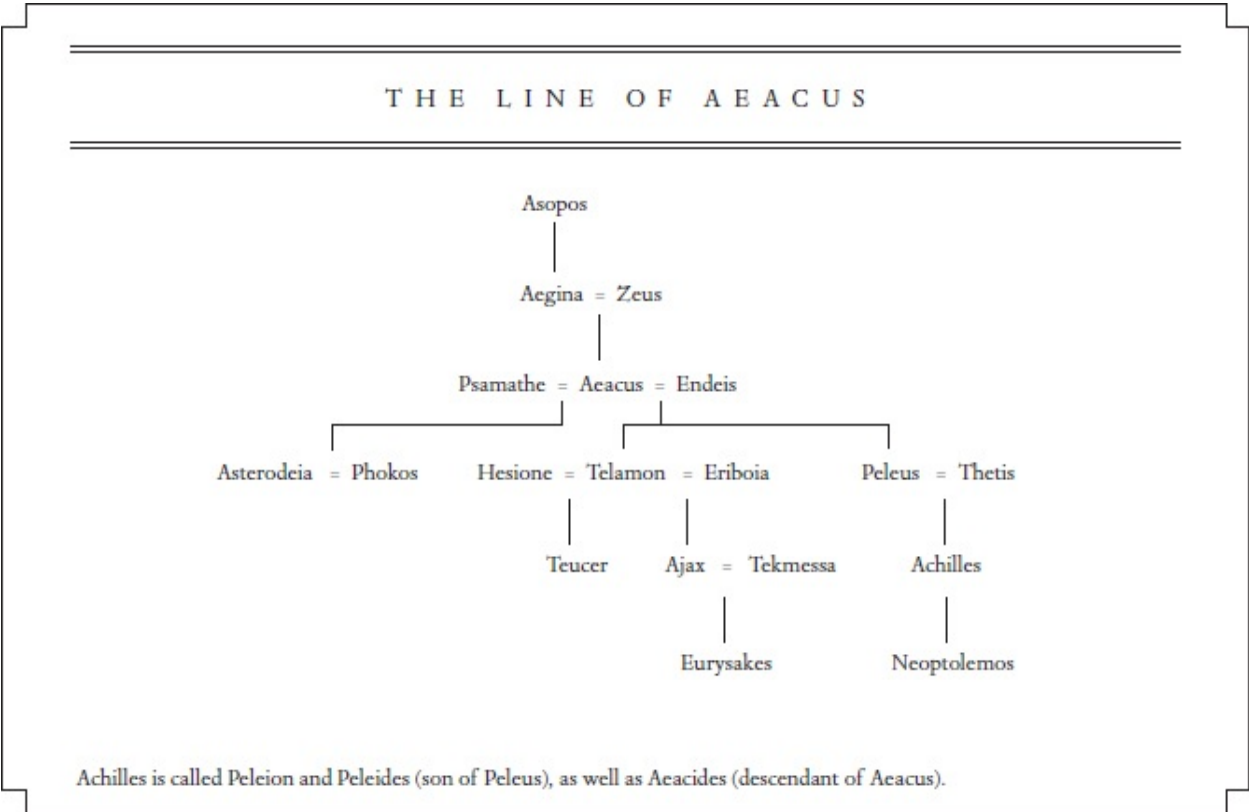 THE LINE OF AEACUS
Asopos
Aegina = Zeus
Psamathe = Aeacus = Endeis
Asterodeia = Phokos Hesione = Telamon = Eriboia Peleus = Thetis
Teucer Ajax = Tekmessa Achilles
Eurysakes Neoptolemos
Achilles is called Peleion and Peleides (son of Peleus), as well as Aeacides (descendant of Aeacus).